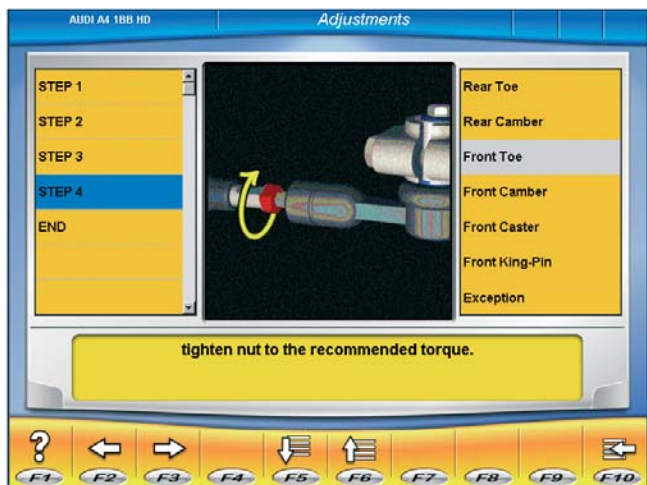 AUDI A4 1BB HD
Adjustments
STEP 1
STEP 2
STEP 3
STEP 4
END
Rear Toe
Rear Camber
Front Toe
Front Camber
Front Caster
Front King-Pin
Exception
tighten nut to the recommended torque.
?
F1 F2 F3 F4 F5 F6 F7 F8 F9 F10